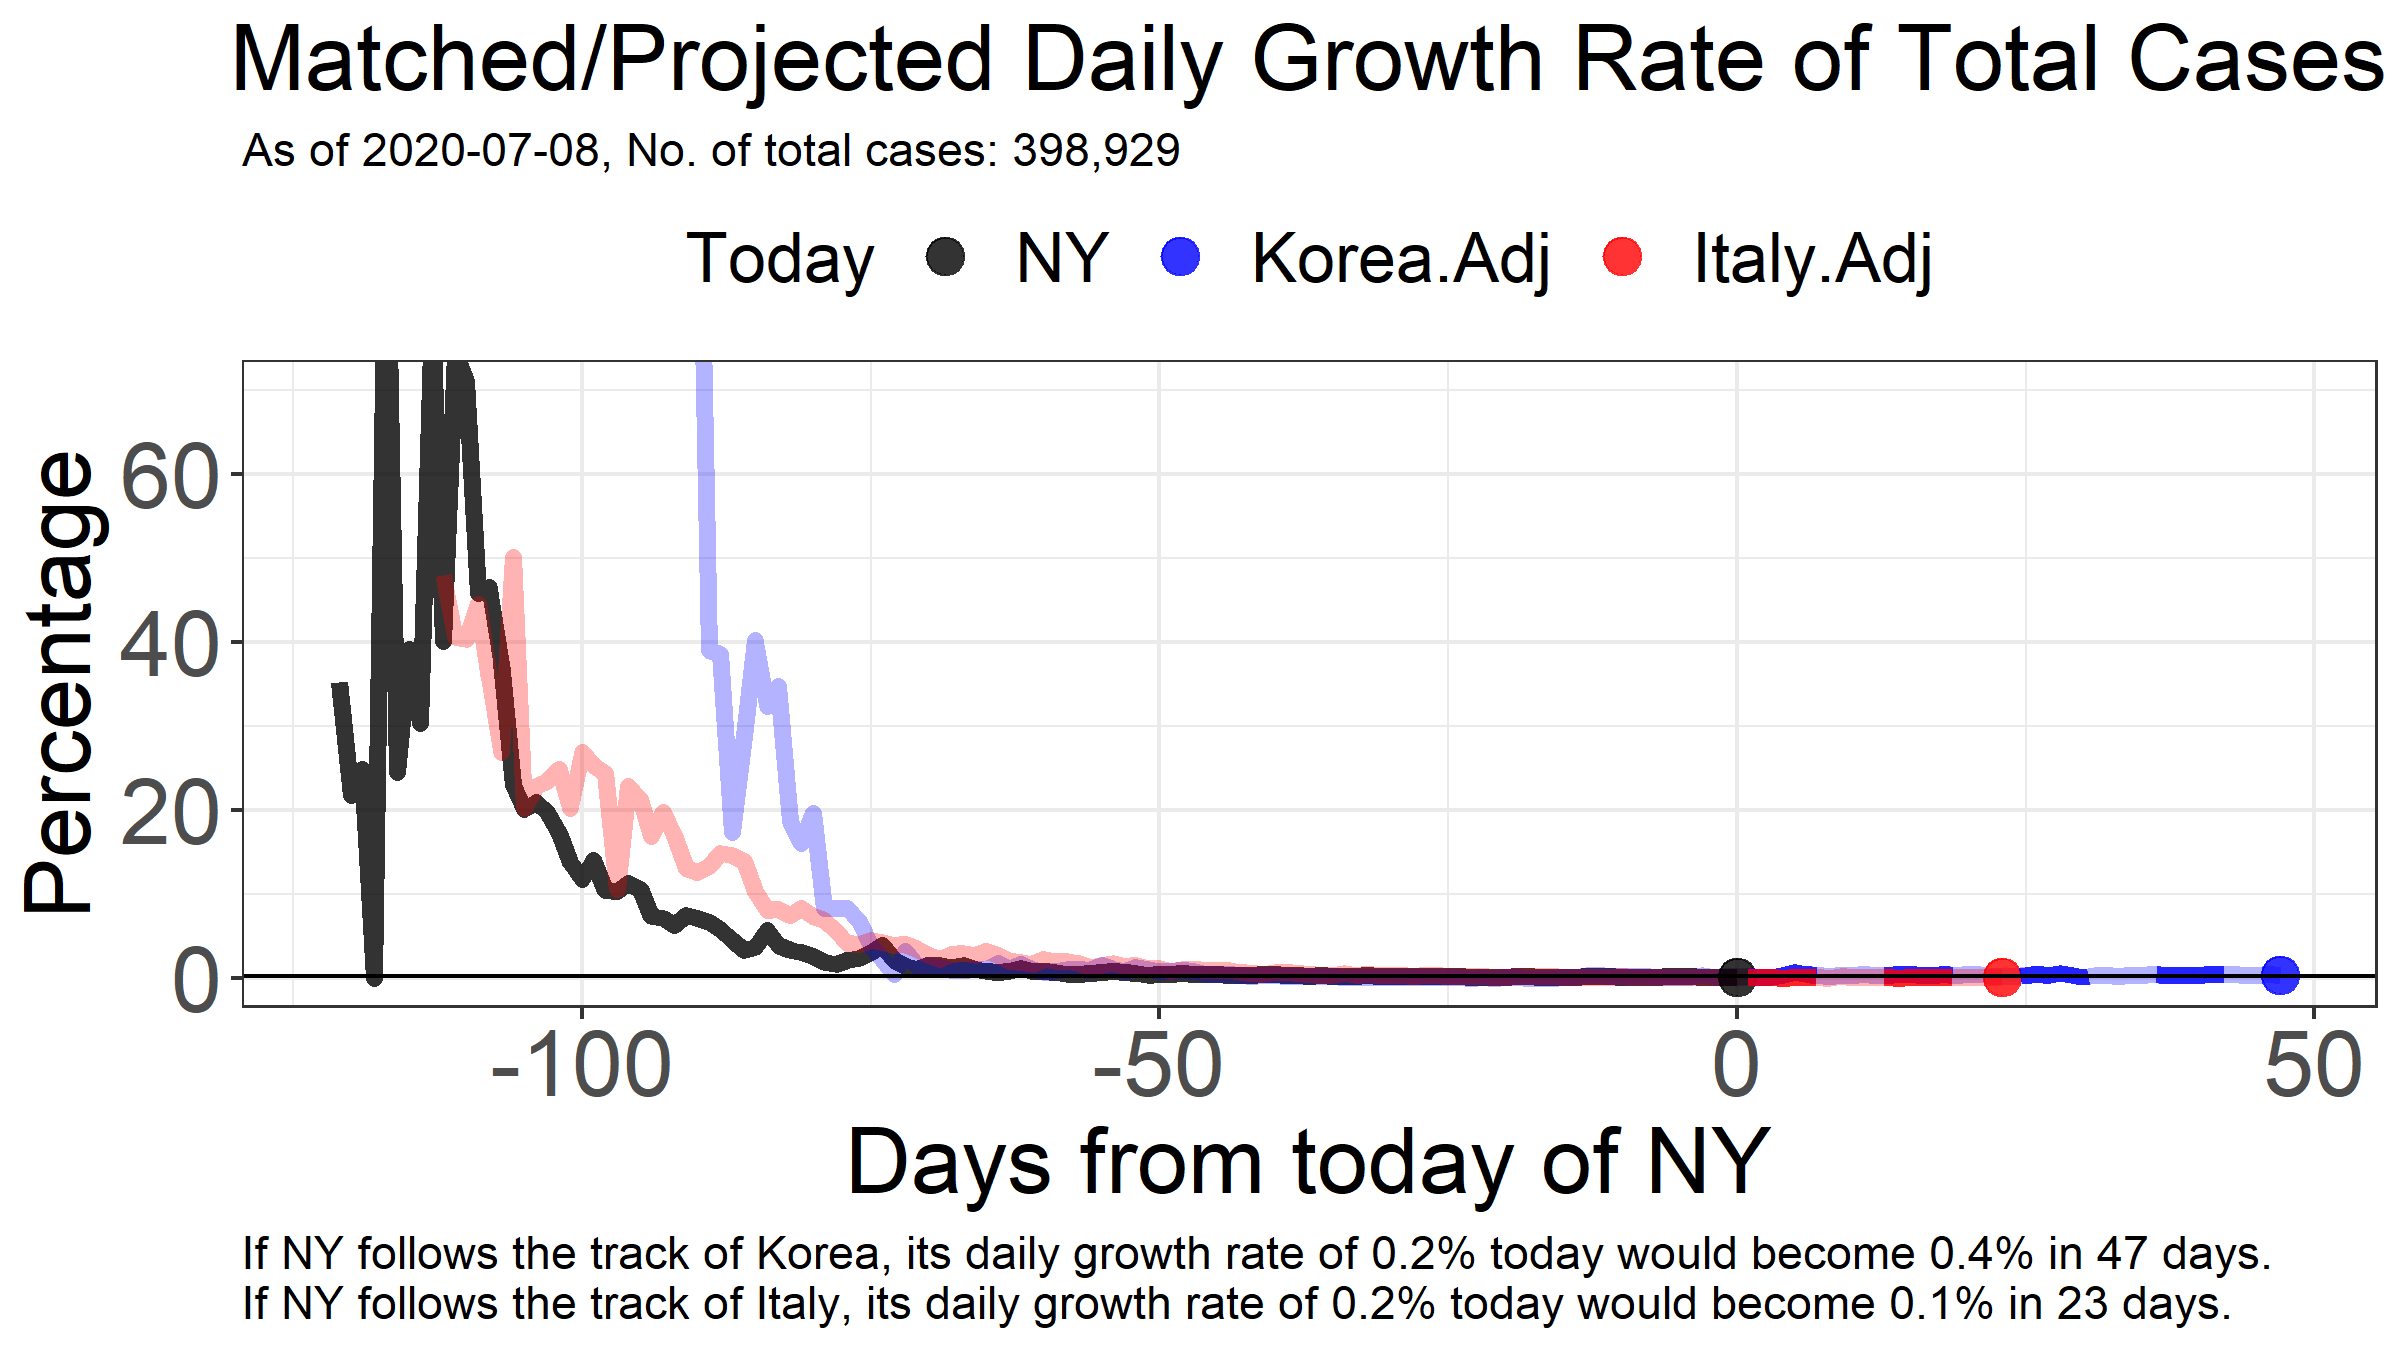 Matched/Projected Daily Growth Rate of Total Cases
As of 2020-07-08, No. of total cases: 398,929
Today NY Korea.Adj Italy.Adj
Percentage
60
40
20
0
-100 -50 0 50
Days from today of NY
If NY follows the track of Korea, its daily growth rate of 0.2% today would become 0.4% in 47 days.
If NY follows the track of Italy, its daily growth rate of 0.2% today would become 0.1% in 23 days.